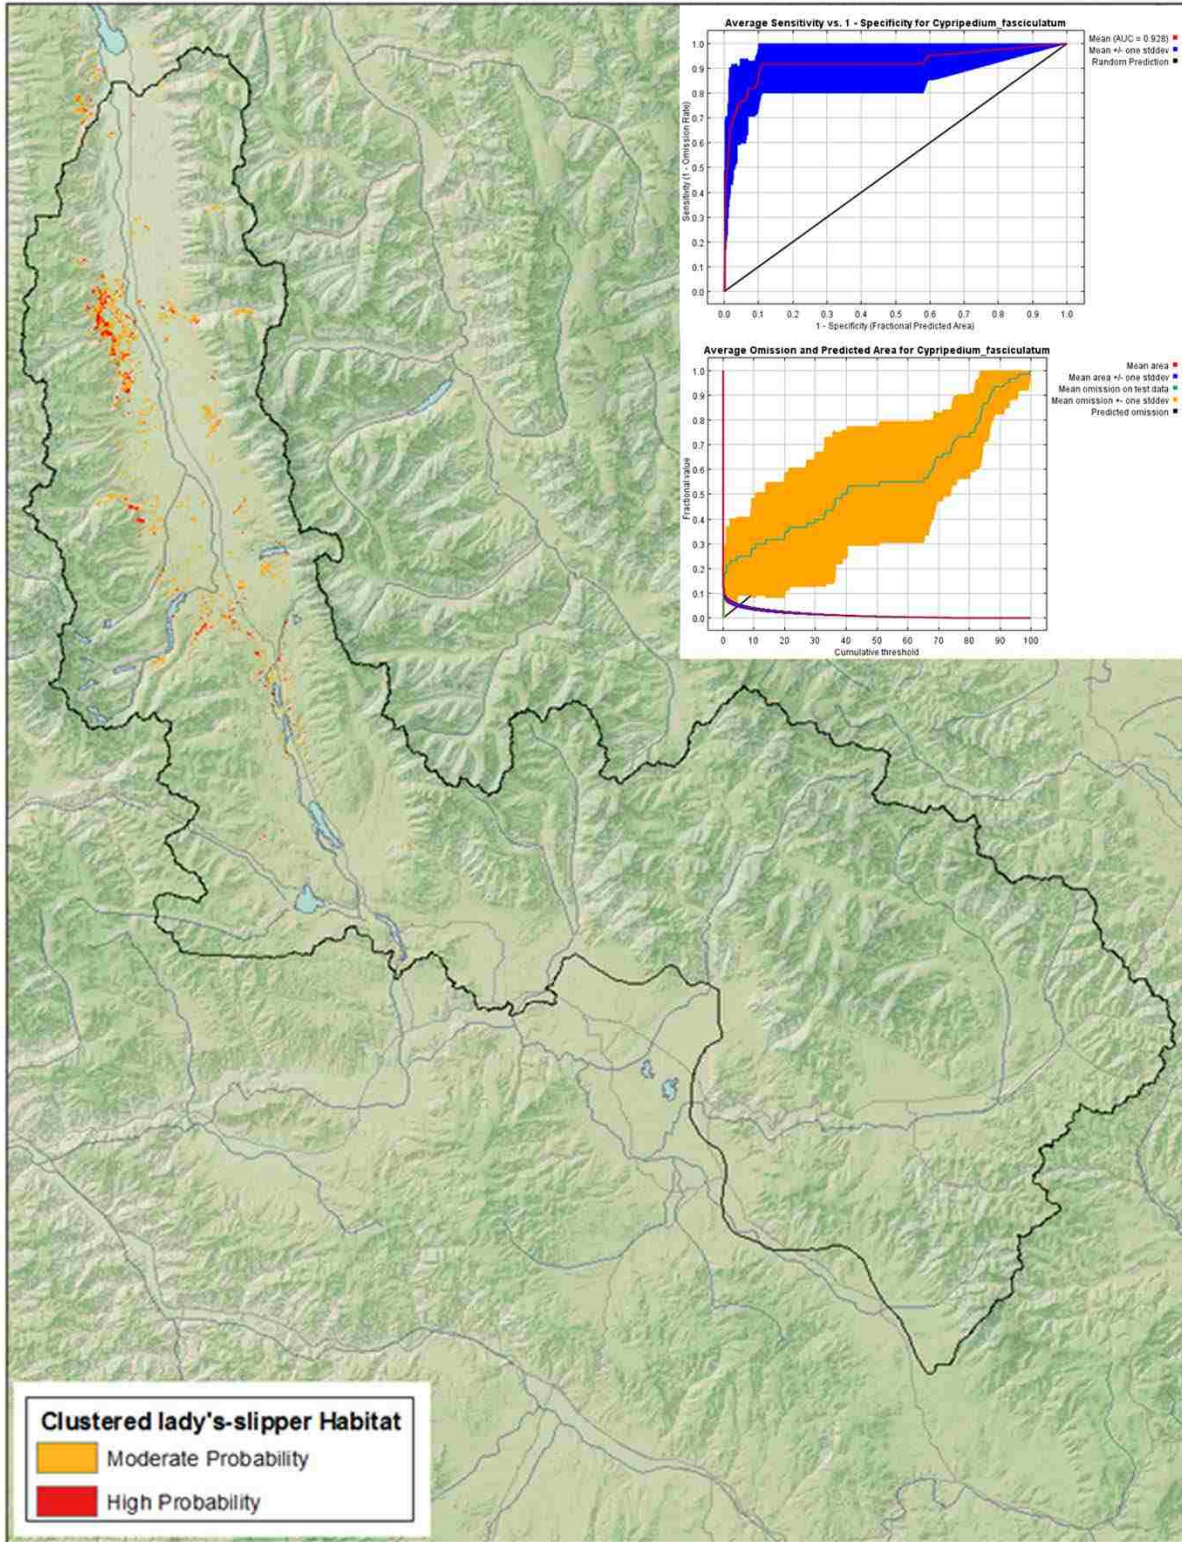 Average Sensitivity vs. 1 - Specificity for Cypripedium_fasciculatum
Mean (AUC = 0.928)
Mean +/- one stddev
Random Prediction
Sensitivity (1 - Omission Rate)
1.0
0.9
0.8
0.7
0.6
0.5
0.4
0.3
0.2
0.1
0.0
0.0 0.1 0.2 0.3 0.4 0.5 0.6 0.7 0.8 0.9 1.0
1 - Specificity (Fractional Predicted Area)
Average Omission and Predicted Area for Cypripedium_fasciculatum
Mean area
Mean area +/- one stddev
Mean omission on test data
Mean omission +- one stddev
Predicted omission
Fractional value
1.0
0.9
0.8
0.7
0.6
0.5
0.4
0.3
0.2
0.1
0.0
0 10 20 30 40 50 60 70 80 90 100
Cumulative threshold
Clustered lady's-slipper Habitat
Moderate Probability
High Probability